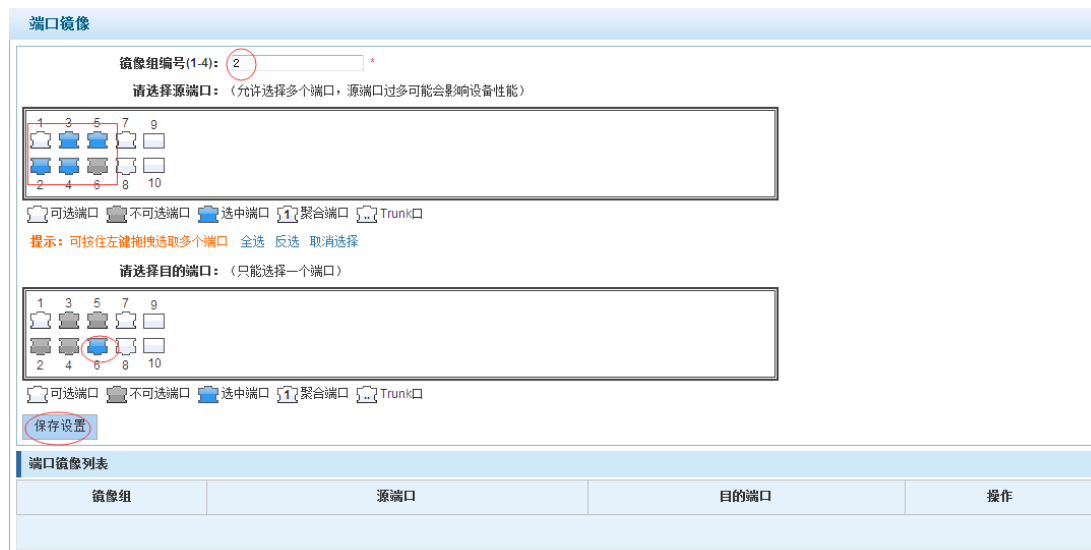 端口镜像
镜像组编号(1-4)： 2 *
请选择源端口：（允许选择多个端口，源端口过多可能会影响设备性能）
1 3 5 7 9
2 4 6 8 10
可选端口 不可选端口 选中端口 1 聚合端口 .. Trunk口
提示：可按住左键拖拽选取多个端口 全选 反选 取消选择
请选择目的端口：（只能选择一个端口）
1 3 5 7 9
2 4 6 8 10
可选端口 不可选端口 选中端口 1 聚合端口 .. Trunk口
保存设置
端口镜像列表
镜像组 源端口 目的端口 操作